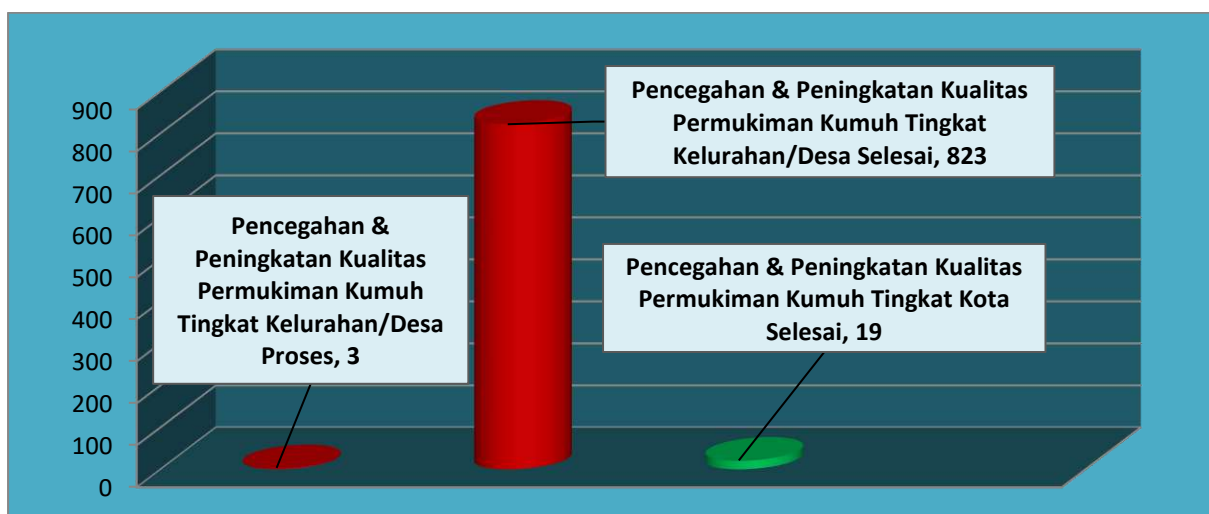 900
800
700
600
500
400
300
200
100
0
Pencegahan &
Peningkatan Kualitas
Permukiman Kumuh
Tingkat Kelurahan/Desa
Proses, 3
Pencegahan & Peningkatan Kualitas
Permukiman Kumuh Tingkat
Kelurahan/Desa Selesai, 823
Pencegahan & Peningkatan Kualitas
Permukiman Kumuh Tingkat Kota
Selesai, 19